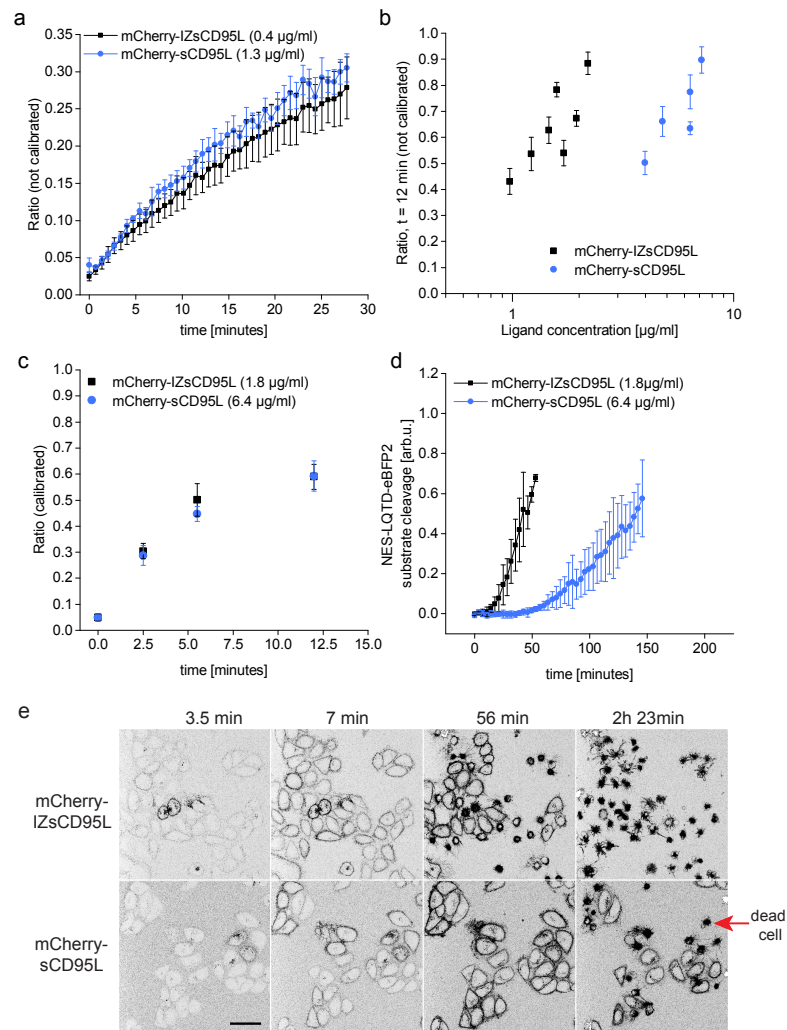 a
mCherry-IZsCD95L (0.4 µg/ml)
mCherry-sCD95L (1.3 µg/ml)
0.35
0.30
0.25
0.20
0.15
0.10
0.05
0.00
Ratio (not calibrated)
0 5 10 15 20 25 30
time [minutes]
b
1.0
0.9
0.8
0.7
0.6
0.5
0.4
0.3
0.2
0.1
0.0
Ratio, t = 12 min (not calibrated)
mCherry-IZsCD95L
mCherry-sCD95L
1 10
Ligand concentration [µg/ml]
c
mCherry-IZsCD95L (1.8 µg/ml)
mCherry-sCD95L (6.4 µg/ml)
1.0
0.9
0.8
0.7
0.6
0.5
0.4
0.3
0.2
0.1
0.0
Ratio (calibrated)
0.0 2.5 5.0 7.5 10.0 12.5 15.0
time [minutes]
d
mCherry-IZsCD95L (1.8µg/ml)
mCherry-sCD95L (6.4 µg/ml)
1.2
1.0
0.8
0.6
0.4
0.2
0.0
NES-LQTD-eBFP2
substrate cleavage [arb.u.]
0 50 100 150 200
time [minutes]
e
3.5 min 7 min 56 min 2h 23min
mCherry-
IZsCD95L
mCherry-
sCD95L
dead
cell